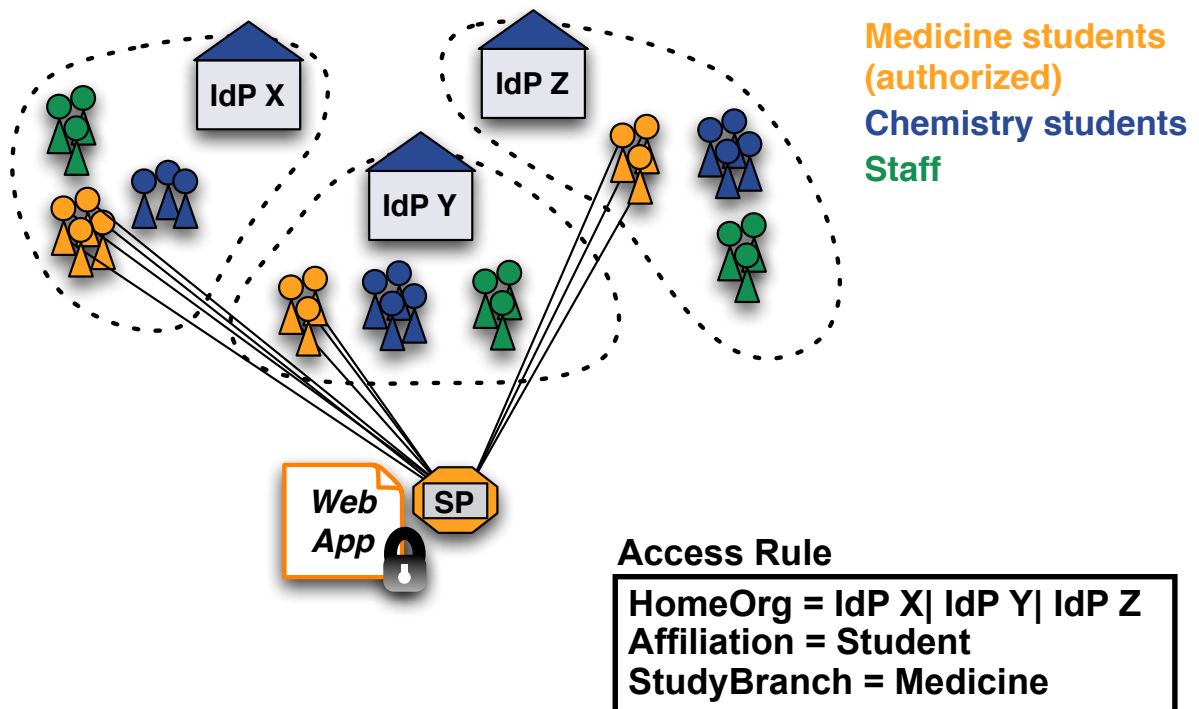 IdP X
IdP Z
IdP Y
Medicine students
(authorized)
Chemistry students
Staff
Web
App
SP
Access Rule
HomeOrg = IdP X| IdP Y| IdP Z
Affiliation = Student
StudyBranch = Medicine